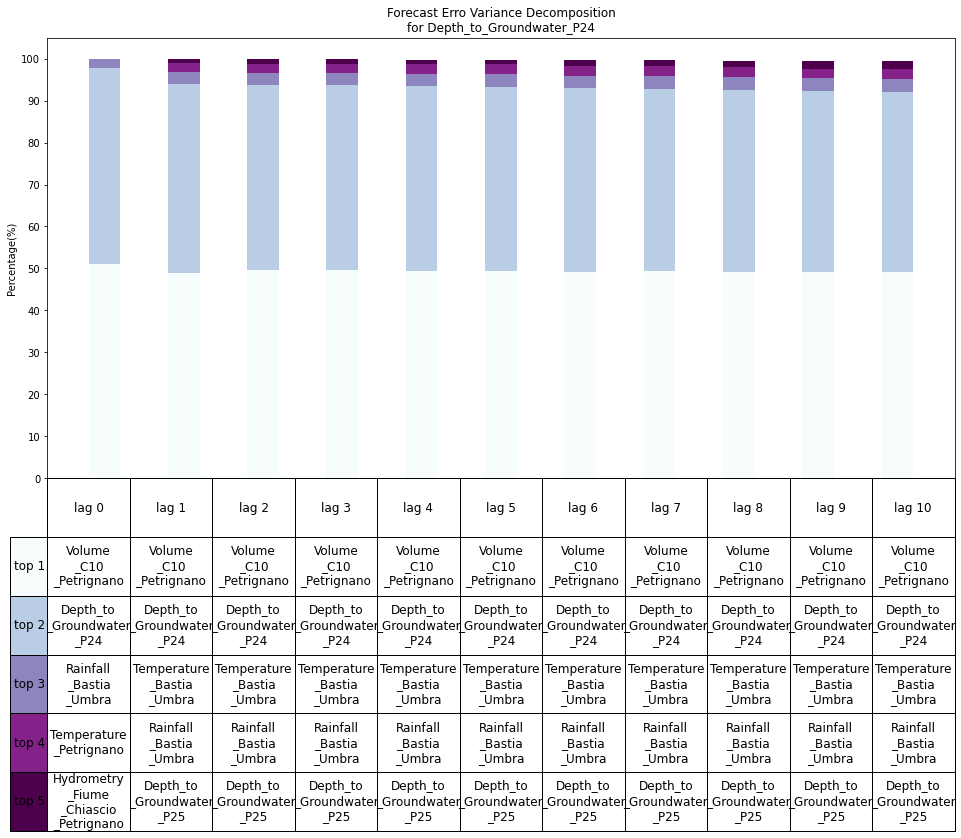 Forecast Erro Variance Decomposition
for Depth_to_Groundwater_P24
Percentage(%)
100
90
80
70
60
50
40
30
20
10
0
lag 0 lag 1 lag 2 lag 3 lag 4 lag 5 lag 6 lag 7 lag 8 lag 9 lag 10
Volume Volume Volume Volume Volume Volume Volume Volume Volume Volume Volume
top 1 _C10 _C10 _C10 _C10 _C10 _C10 _C10 _C10 _C10 _C10 _C10
_Petrignano _Petrignano _Petrignano _Petrignano _Petrignano _Petrignano _Petrignano _Petrignano _Petrignano _Petrignano _Petrignano
Depth_to Depth_to Depth_to Depth_to Depth_to Depth_to Depth_to Depth_to Depth_to Depth_to Depth_to
top 2 _Groundwater _Groundwater _Groundwater _Groundwater _Groundwater _Groundwater _Groundwater _Groundwater _Groundwater _Groundwater _Groundwater
_P24 _P24 _P24 _P24 _P24 _P24 _P24 _P24 _P24 _P24 _P24
Rainfall Temperature Temperature Temperature Temperature Temperature Temperature Temperature Temperature Temperature Temperature
top 3 _Bastia _Bastia _Bastia _Bastia _Bastia _Bastia _Bastia _Bastia _Bastia _Bastia _Bastia
_Umbra _Umbra _Umbra _Umbra _Umbra _Umbra _Umbra _Umbra _Umbra _Umbra _Umbra
Temperature Rainfall Rainfall Rainfall Rainfall Rainfall Rainfall Rainfall Rainfall Rainfall Rainfall
top 4 _Petrignano _Bastia _Bastia _Bastia _Bastia _Bastia _Bastia _Bastia _Bastia _Bastia _Bastia
_Umbra _Umbra _Umbra _Umbra _Umbra _Umbra _Umbra _Umbra _Umbra _Umbra
Hydrometry Depth_to Depth_to Depth_to Depth_to Depth_to Depth_to Depth_to Depth_to Depth_to Depth_to
top 5 _Fiume _Groundwater _Groundwater _Groundwater _Groundwater _Groundwater _Groundwater _Groundwater _Groundwater _Groundwater _Groundwater
_Chiascio _P25 _P25 _P25 _P25 _P25 _P25 _P25 _P25 _P25 _P25
_Petrignano